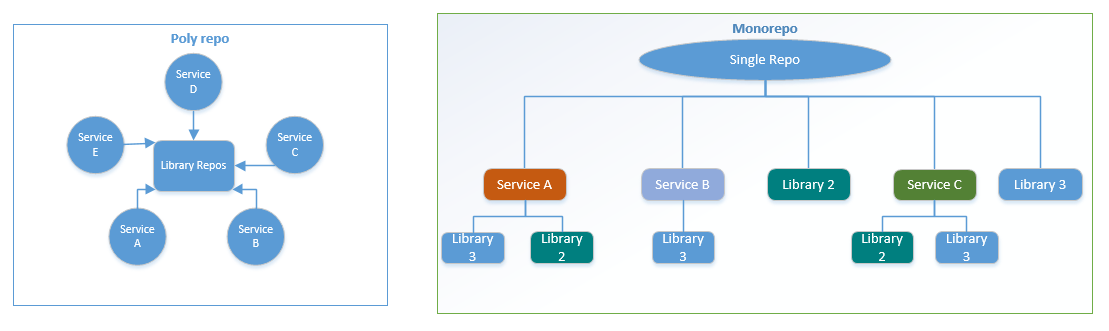 Poly repo
Service
D
Service
E
Service
C
Library Repos
Service
A
Service
B
Monorepo
Single Repo
Service A
Service B
Library 2
Service C
Library 3
Library
3
Library
2
Library
3
Library
2
Library
3